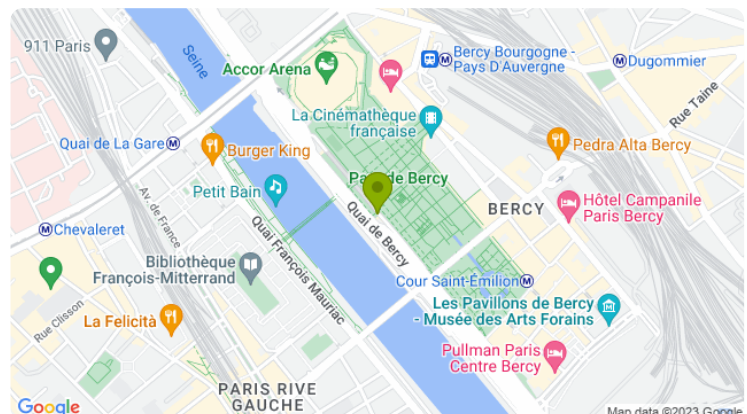 911 Paris
Seine
Accor Arena
Bercy Bourgogne -
Pays D'Auvergne
Dugommier
Rue Taine
La Cinémathèque
française
Quai de La Gare
Burger King
Pedra Alta Bercy
Petit Bain
Parc de Bercy
Av. de France
Hôtel Campanile
Paris Bercy
BERCY
Quai de Bercy
Chevaleret
Quai François Mauriac
Bibliothèque
François-Mitterrand
Cour Saint-Émilion
Les Pavillons de Bercy
- Musée des Arts Forains
Rue Clisson
La Felicità
Pullman Paris
Centre Bercy
PARIS RIVE
GAUCHE
Google
Map data ©2023 Google